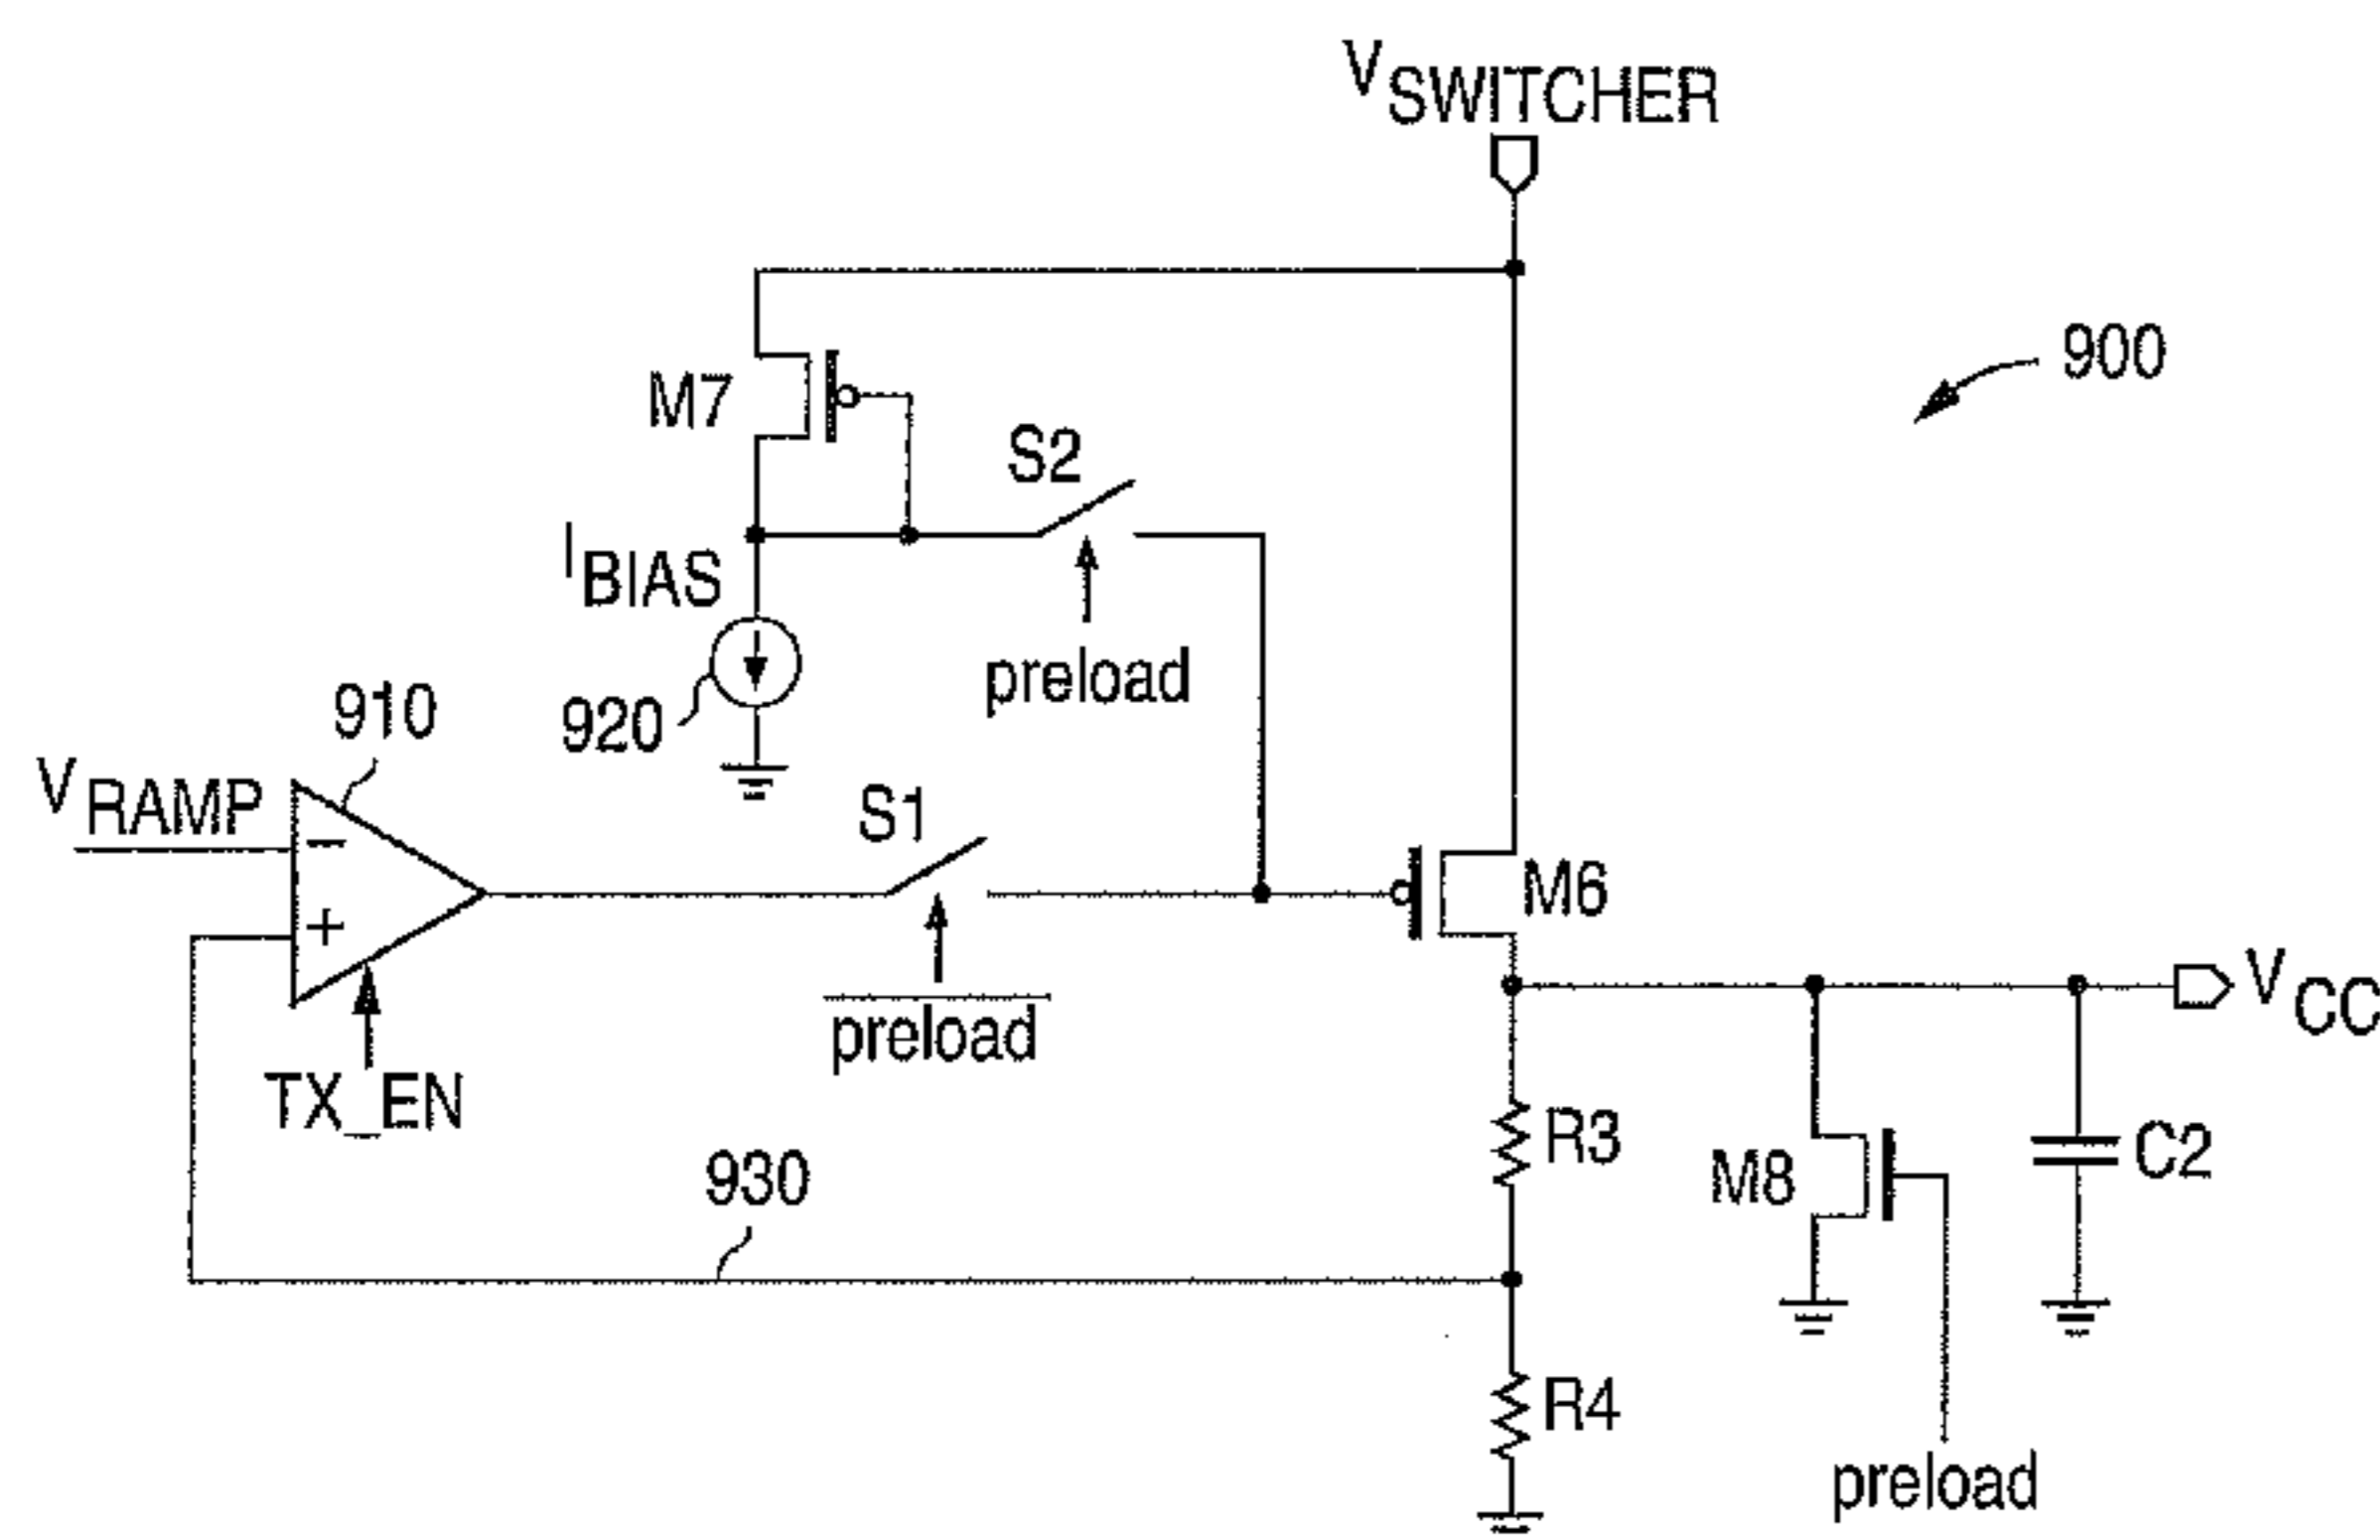 VSWITCHER
900
M7
S2
IBIAS
preload
920
910
VRAMP
−
+
S1
M6
preload
TX_EN
VCC
930
R3
M8
C2
R4
preload